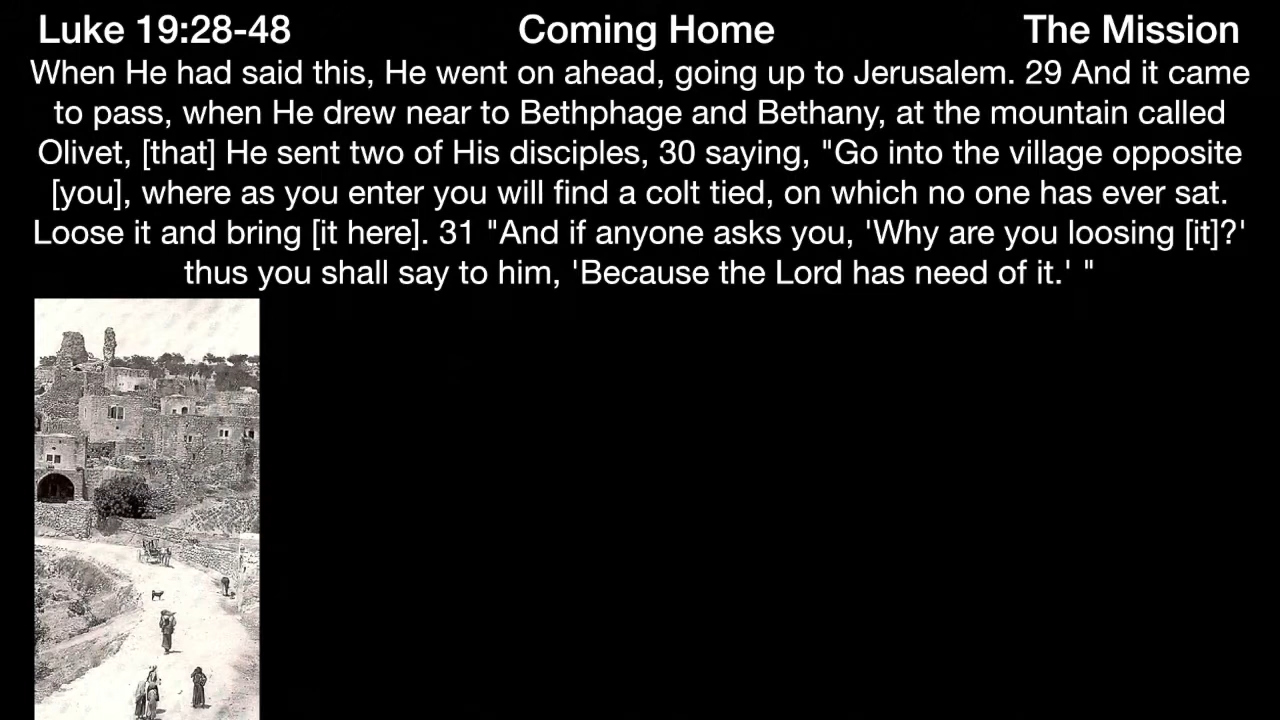 Luke 19:28-48 Coming Home The Mission
When He had said this, He went on ahead, going up to Jerusalem. 29 And it came
to pass, when He drew near to Bethphage and Bethany, at the mountain called
Olivet, [that] He sent two of His disciples, 30 saying, "Go into the village opposite
[you], where as you enter you will find a colt tied, on which no one has ever sat.
Loose it and bring [it here]. 31 "And if anyone asks you, 'Why are you loosing [it]?'
thus you shall say to him, 'Because the Lord has need of it.' "